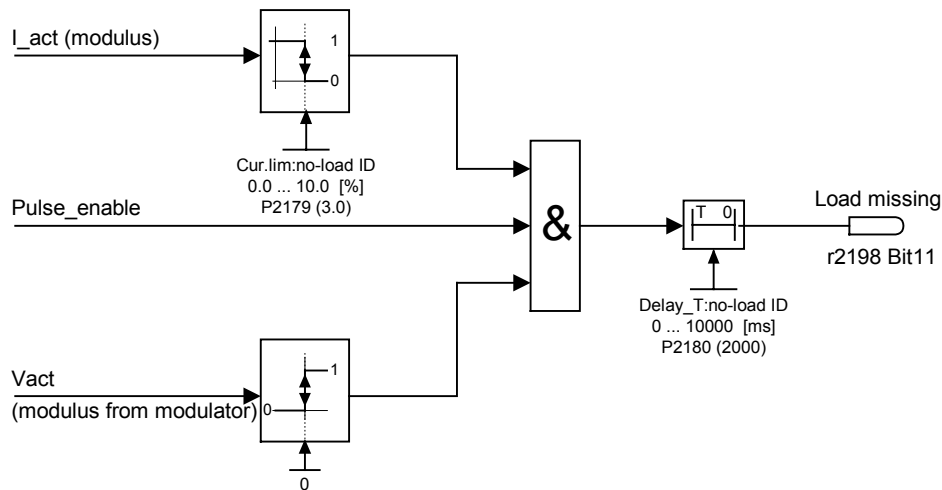 I_act (modulus)
1
0
Cur.lim:no-load ID
0.0 ... 10.0 [%]
P2179 (3.0)
Pulse_enable
&
T 0
Load missing
r2198 Bit11
Delay_T:no-load ID
0 ... 10000 [ms]
P2180 (2000)
Vact
(modulus from modulator)
1
0
0